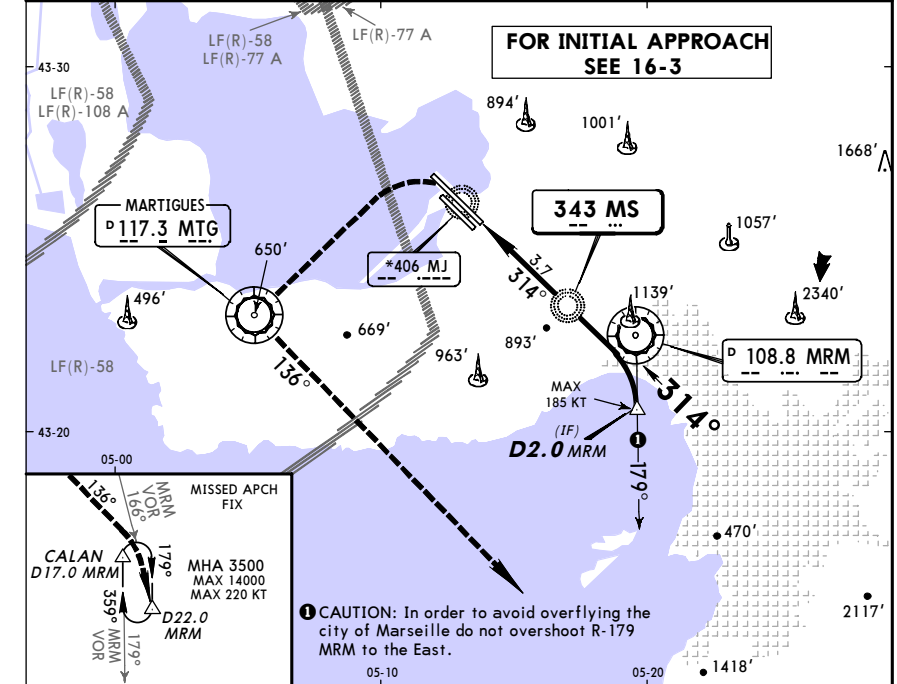 LF(R)-58
LF(R)-77 A
LF(R)-77 A
FOR INITIAL APPROACH
SEE 16-3
43-30
LF(R)-58
LF(R)-108 A
894'
1001'
1668'
MARTIGUES
D 117.3 MTG
343 MS
1057'
650'
*406 MJ
3.7
314°
496'
1139'
2340'
669'
893'
D 108.8 MRM
LF(R)-58
963'
136°
MAX
185 KT
314°
(IF)
D2.0 MRM
43-20
1
179°
05-00
136°
MRM
VOR
166°
MISSED APCH
FIX
470'
CALAN
D17.0 MRM
179°
MHA 3500
MAX 14000
MAX 220 KT
359°
D22.0
MRM
MRM
VOR
179°
1 CAUTION: In order to avoid overflying the
city of Marseille do not overshoot R-179
MRM to the East.
2117'
05-10
05-20
1418'